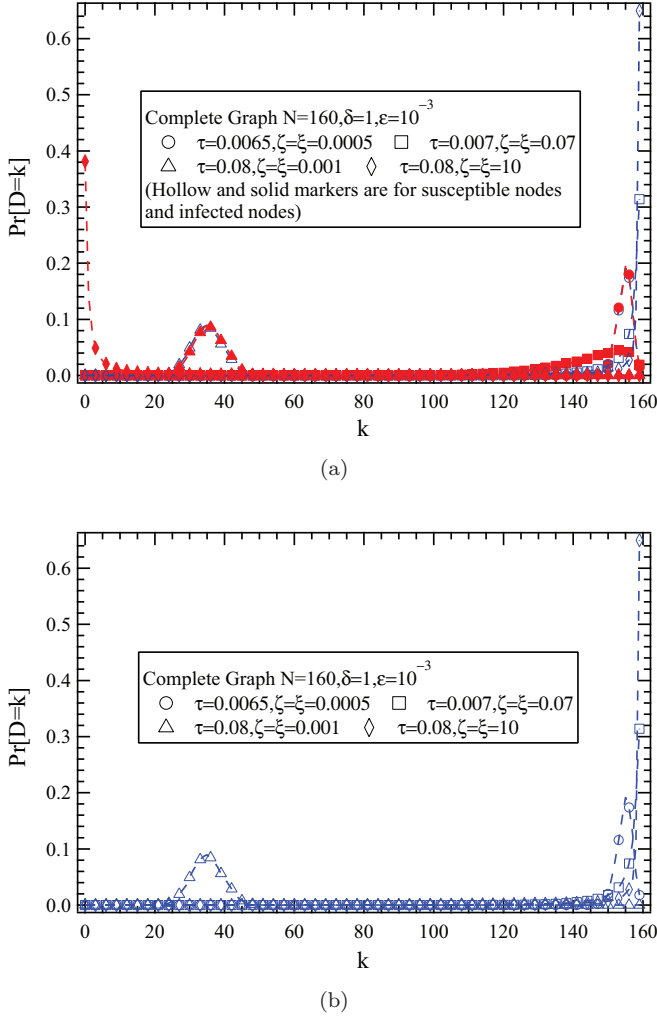 0.6
0.5
0.4
0.3
0.2
0.1
0.0
Pr[D=k]
Complete Graph N=160,δ=1,ε=10⁻³
τ=0.0065,ζ=ξ=0.0005 τ=0.007,ζ=ξ=0.07
τ=0.08,ζ=ξ=0.001 τ=0.08,ζ=ξ=10
(Hollow and solid markers are for susceptible nodes
and infected nodes)
0 20 40 60 80 100 120 140 160
k
(a)
0.6
0.5
0.4
0.3
0.2
0.1
0.0
Pr[D=k]
Complete Graph N=160,δ=1,ε=10⁻³
τ=0.0065,ζ=ξ=0.0005 τ=0.007,ζ=ξ=0.07
τ=0.08,ζ=ξ=0.001 τ=0.08,ζ=ξ=10
0 20 40 60 80 100 120 140 160
k
(b)